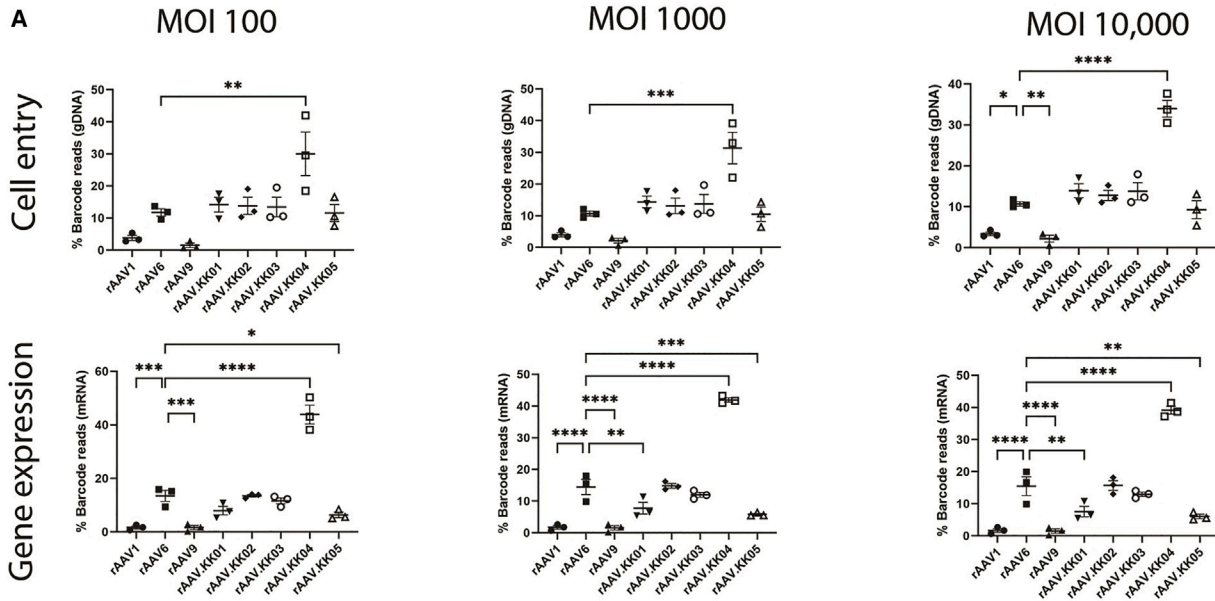 A
MOI 100
MOI 1000
MOI 10,000
Cell entry
% Barcode reads (gDNA)
50
40
30
20
10
0
**
rAAV1
rAAV6
rAAV9
rAAV.KK01
rAAV.KK02
rAAV.KK03
rAAV.KK04
rAAV.KK05
% Barcode reads (gDNA)
50
40
30
20
10
0
***
rAAV1
rAAV6
rAAV9
rAAV.KK01
rAAV.KK02
rAAV.KK03
rAAV.KK04
rAAV.KK05
% Barcode reads (gDNA)
40
30
20
10
0
****
* **
rAAV1
rAAV6
rAAV9
rAAV.KK01
rAAV.KK02
rAAV.KK03
rAAV.KK04
rAAV.KK05
Gene expression
% Barcode reads (mRNA)
60
40
20
0
*
*** ****
***
rAAV1
rAAV6
rAAV9
rAAV.KK01
rAAV.KK02
rAAV.KK03
rAAV.KK04
rAAV.KK05
% Barcode reads (mRNA)
50
40
30
20
10
0
***
****
****
**** **
rAAV1
rAAV6
rAAV9
rAAV.KK01
rAAV.KK02
rAAV.KK03
rAAV.KK04
rAAV.KK05
% Barcode reads (mRNA)
50
40
30
20
10
0
**
****
****
**** **
rAAV1
rAAV6
rAAV9
rAAV.KK01
rAAV.KK02
rAAV.KK03
rAAV.KK04
rAAV.KK05